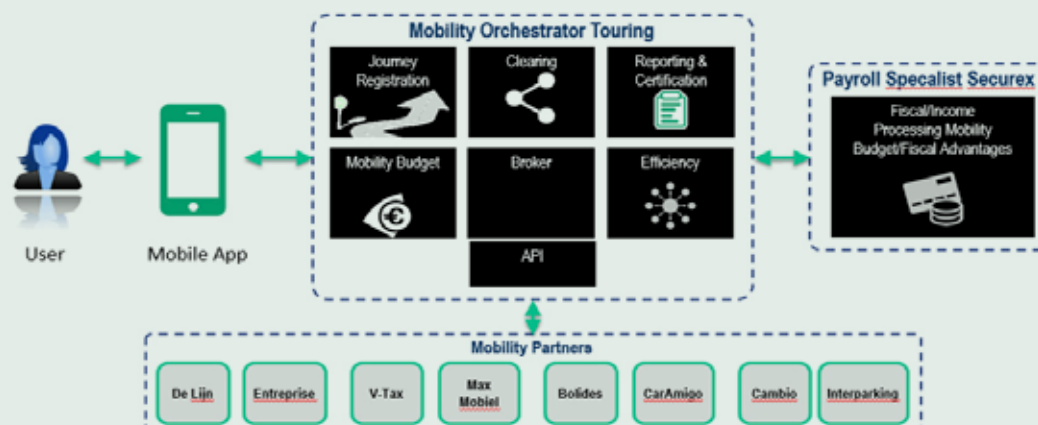 Mobility Orchestrator Touring
Journey
Registration
Clearing
Reporting &
Certification
Mobility Budget
Broker
Efficiency
API
Payroll Specalist Securex
Fiscal/Income
Processing Mobility
Budget/Fiscal Advantages
User
Mobile App
Mobility Partners
De Lijn
Entreprise
V-Tax
Max
Mobiel
Bolides
CarAmigo
Cambio
Interparking